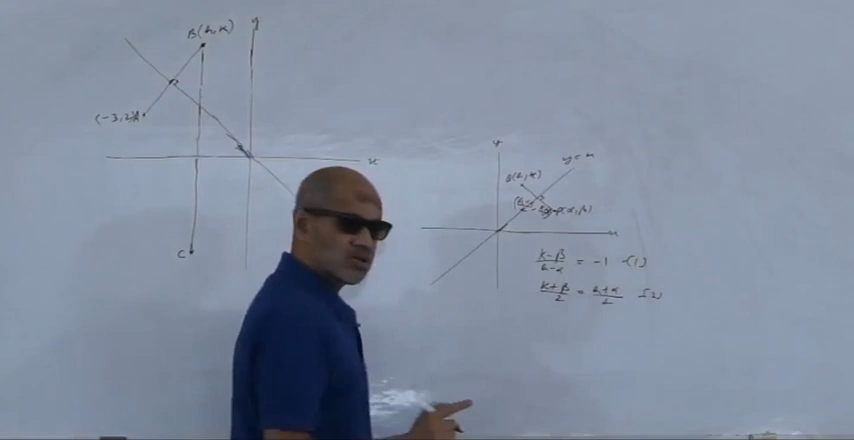 B(h,k)
y
(-3,2)A
x
C
Y
y=x
Q(h,k)
P(α,β)
x
k-β/h-α = -1 -(1)
k+β/2 = h+α/2 -(2)